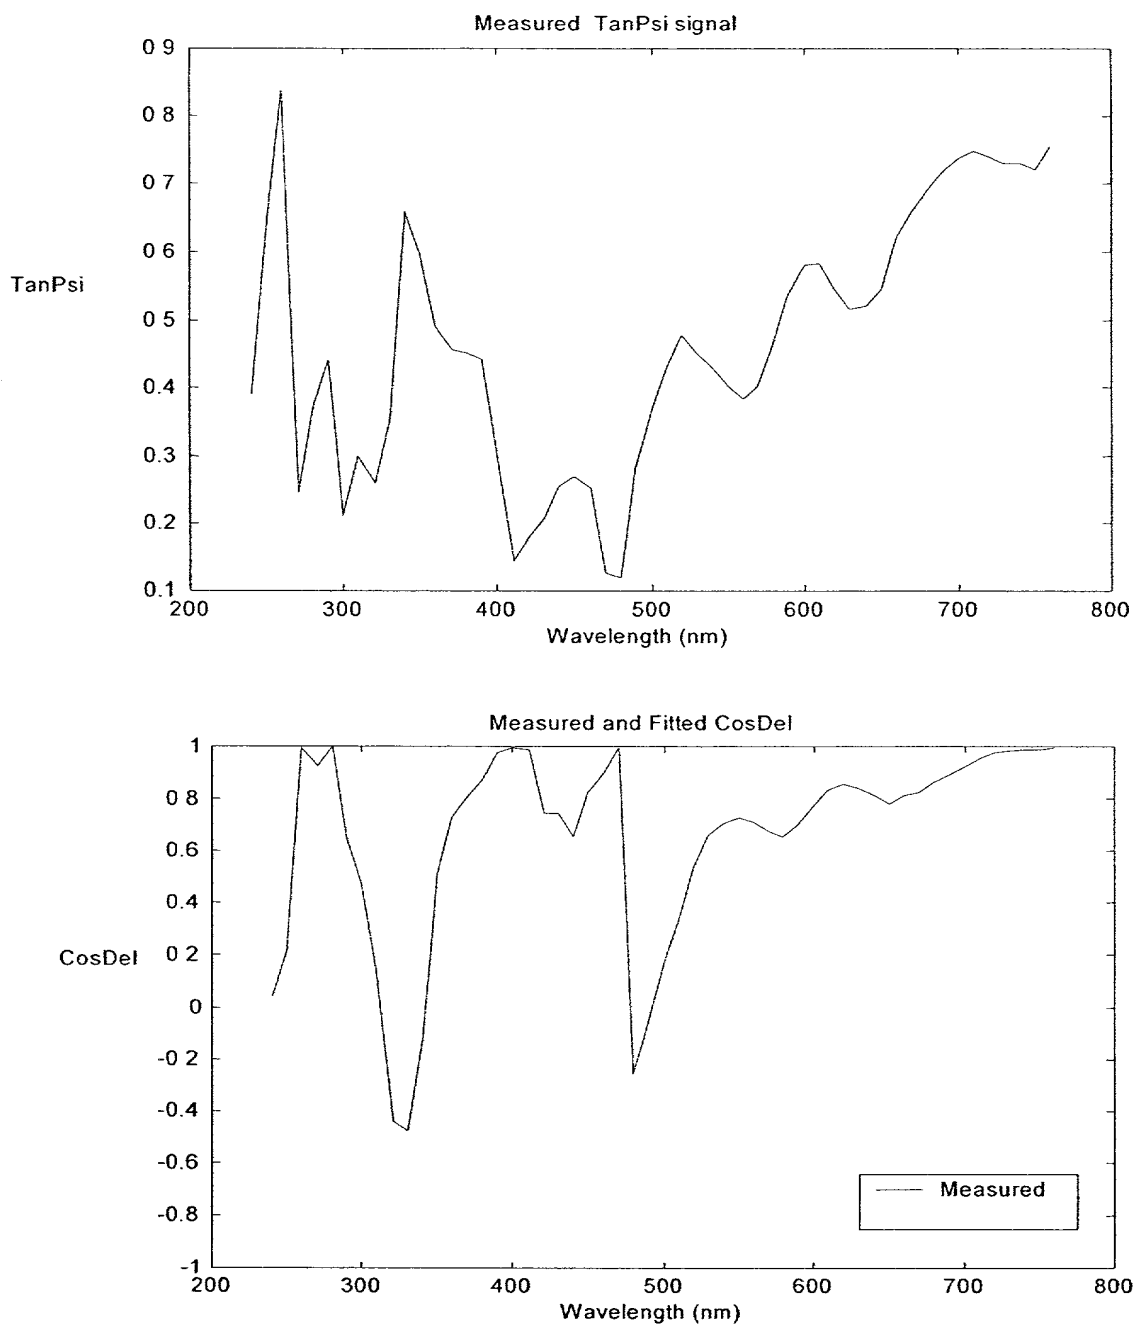 Measured TanPsi signal
0 9
0 8
0 7
0 6
0 5
0.4
0.3
0.2
0.1
TanPsi
200 300 400 500 600 700 800
Wavelength (nm)
Measured and Fitted CosDel
1
0 8
0.6
0.4
0 2
0
-0 2
-0.4
-0.6
-0.8
-1
CosDel
Measured
200 300 400 500 600 700 800
Wavelength (nm)